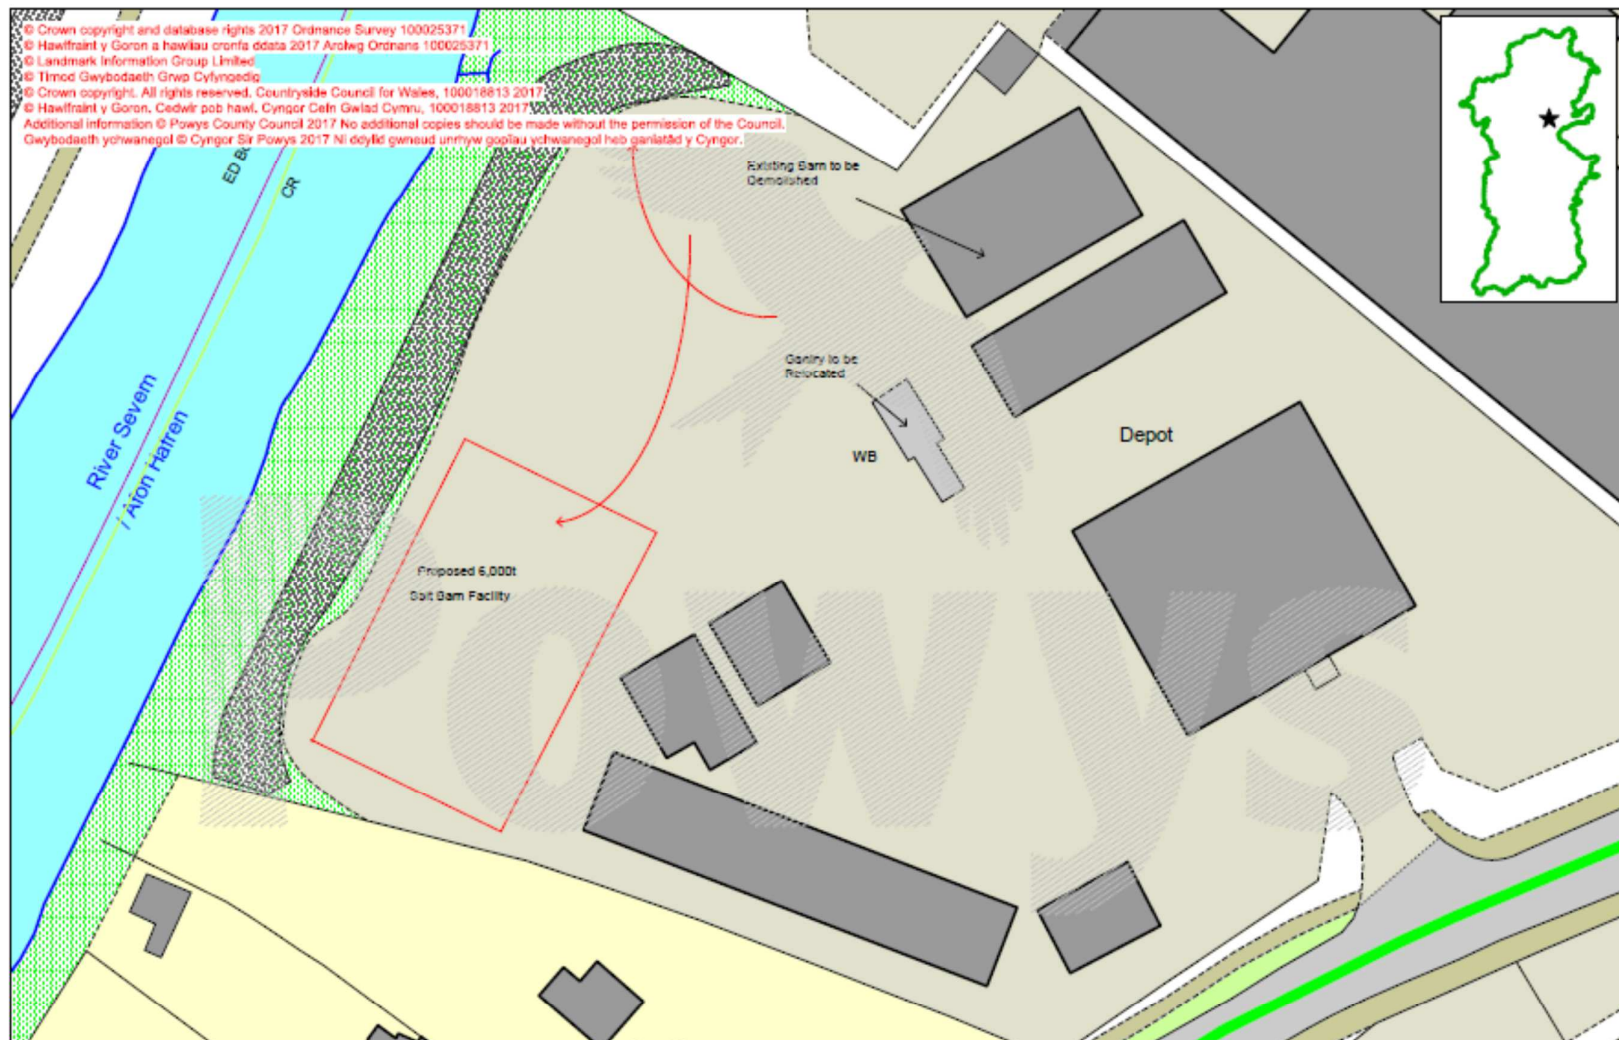 © Crown copyright and database rights 2017 Ordnance Survey 100025371
© Hawlfraint y Goron a hawliau cronfa ddata 2017 Arolwg Ordnans 100025371
© Landmark Information Group Limited
© Timod Gwybodaeth Grwp Cyfyngedig
© Crown copyright. All rights reserved. Countryside Council for Wales, 100018813 2017
© Hawlfraint y Goron. Cedwir pob hawl. Cyngor Cefn Gwlad Cymru, 100018813 2017
Additional information © Powys County Council 2017 No additional copies should be made without the permission of the Council.
Gwybodaeth ychwanegol © Cyngor Sir Powys 2017 Ni ddylid gwneud unrhyw gopïau ychwanegol heb ganiatâd y Cyngor.
ED
CR
Existing Barn to be
Demolished
Gantry to be
Relocated
WB
Depot
River Severn
/ Afon Hafren
Proposed 6,000t
Salt Barn Facility
Powys